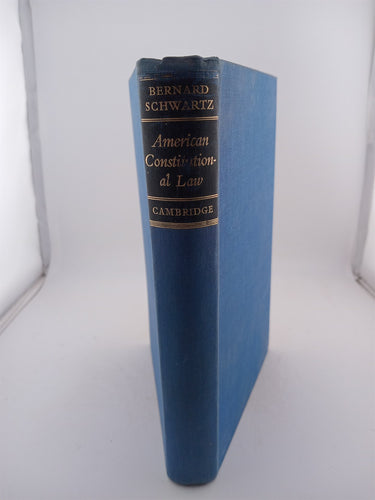 BERNARD
SCHWARTZ
American
Constitution-
al Law
CAMBRIDGE